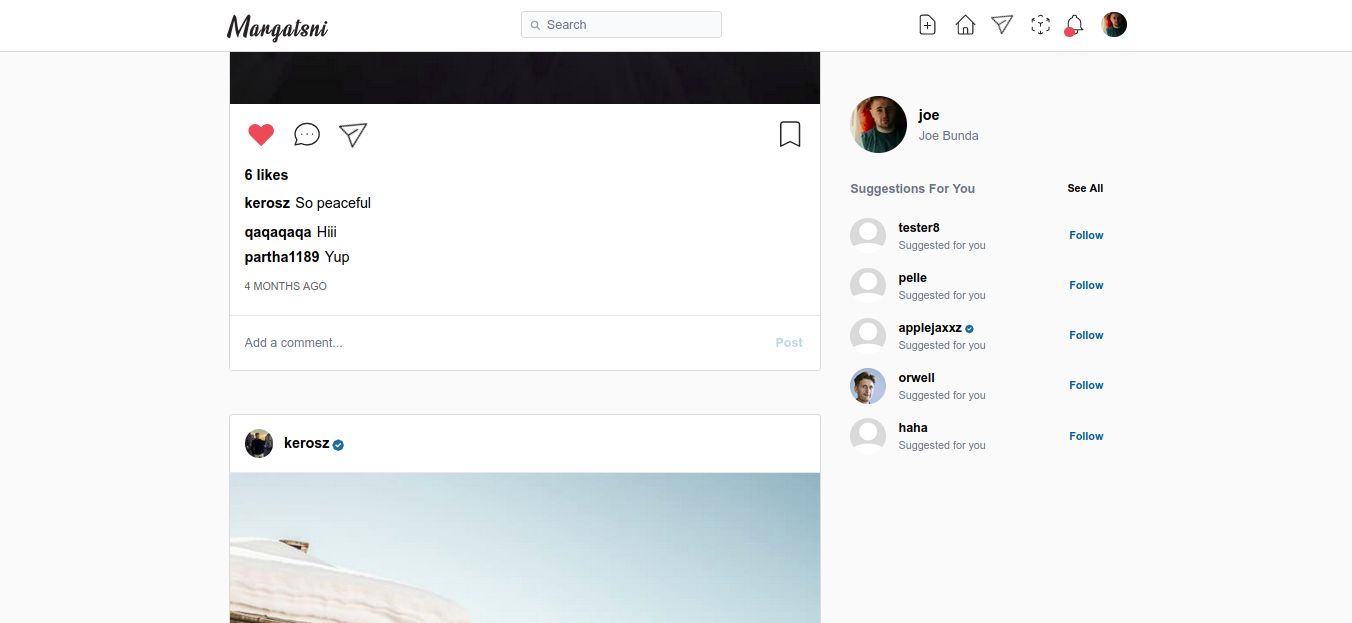 Margatsni
Search
6 likes
kerosz So peaceful
qaqaqaqa Hiii
partha1189 Yup
4 MONTHS AGO
Add a comment...
Post
kerosz
joe
Joe Bunda
Suggestions For You
See All
tester8
Suggested for you
Follow
pelle
Suggested for you
Follow
applejaxxz
Suggested for you
Follow
orwell
Suggested for you
Follow
haha
Suggested for you
Follow